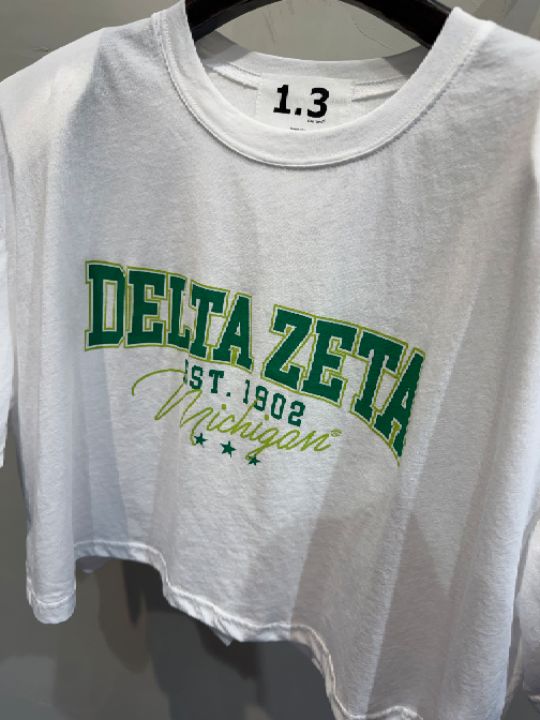 1.3
DELTA ZETA
EST. 1902
Michigan